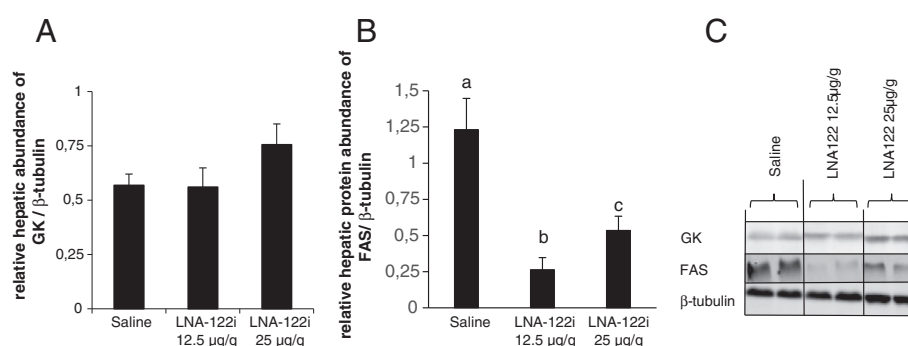 A
relative hepatic abundance of
GK / β-tubulin
1
0,75
0,5
0,25
0
Saline
LNA-122i
12.5 µg/g
LNA-122i
25 µg/g
B
relative hepatic protein abundance of
FAS/ β-tubulin
1,5
1,25
1
0,75
0,5
0,25
0
a
b
c
Saline
LNA-122i
12.5 µg/g
LNA-122i
25 µg/g
C
Saline
LNA122 12.5µg/g
LNA122 25µg/g
GK
FAS
β-tubulin